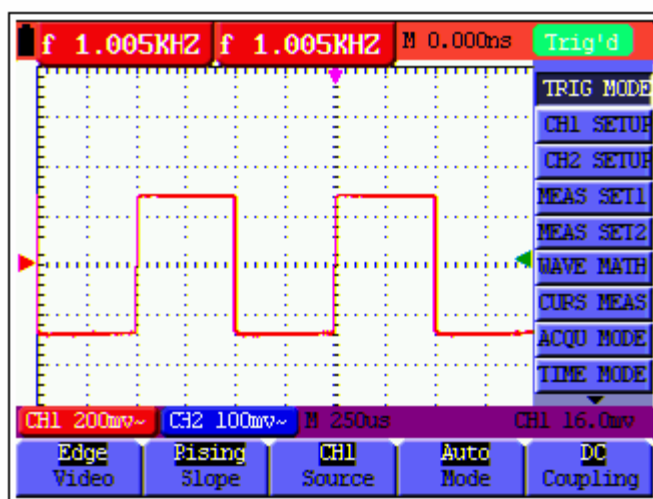 f 1.005KHZ f 1.005KHZ M 0.000ns Trig'd
TRIG MODE
CH1 SETUP
CH2 SETUP
MEAS SET1
MEAS SET2
WAVE MATH
CURS MEAS
ACQU MODE
TIME MODE
CH1 200mv~ CH2 100mv~ M 250us CH1 16.0mv
Edge Pising CH1 Auto DC
Video Slope Source Mode Coupling